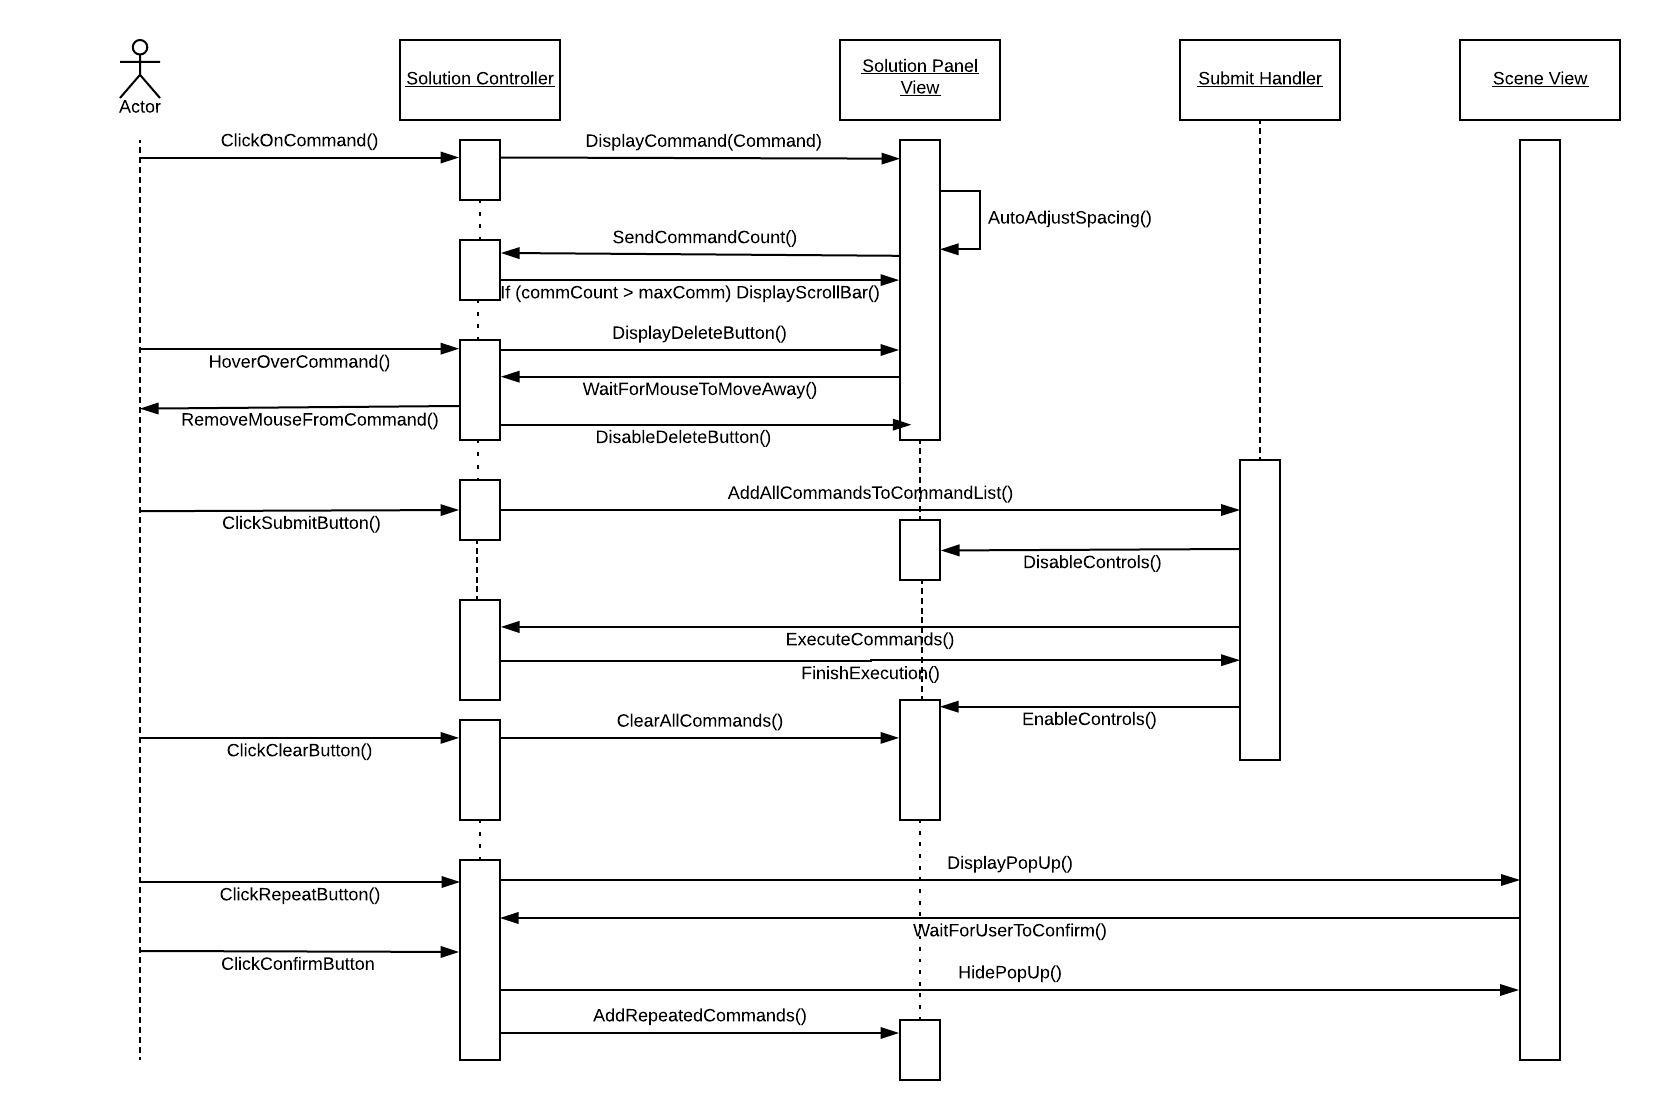 Actor
Solution Controller
Solution Panel
View
Submit Handler
Scene View
ClickOnCommand()
DisplayCommand(Command)
AutoAdjustSpacing()
SendCommandCount()
If (commCount > maxComm) DisplayScrollBar()
DisplayDeleteButton()
HoverOverCommand()
WaitForMouseToMoveAway()
RemoveMouseFromCommand()
DisableDeleteButton()
AddAllCommandsToCommandList()
ClickSubmitButton()
DisableControls()
ExecuteCommands()
FinishExecution()
EnableControls()
ClearAllCommands()
ClickClearButton()
DisplayPopUp()
ClickRepeatButton()
WaitForUserToConfirm()
ClickConfirmButton
HidePopUp()
AddRepeatedCommands()